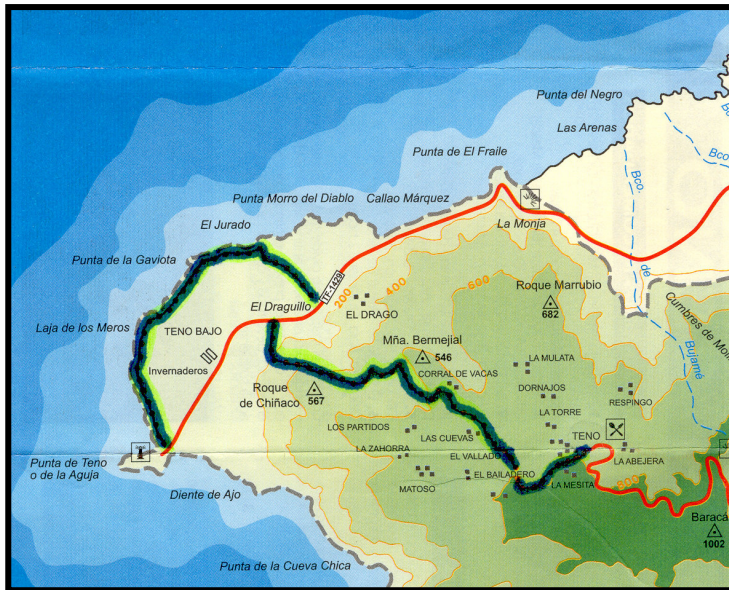 Punta del Negro
Las Arenas
Punta de El Fraile
Bco.
Bco.
Punta Morro del Diablo
Callao Márquez
El Jurado
La Monja
de
Punta de la Gaviota
TF-1429
200
400
600
Roque Marrubio
682
Cumbres de
El Draguillo
EL DRAGO
Laja de los Meros
TENO BAJO
Mña. Bermejial
546
Bujamé
Invernaderos
LA MULATA
CORRAL DE VACAS
Roque
de Chiñaco
567
DORNAJOS
RESPINGO
LA TORRE
LOS PARTIDOS
LAS CUEVAS
TENO
LA ZAHORRA
EL VALLADO
LA ABEJERA
Punta de Teno
o de la Aguja
EL BAILADERO
MATOSO
LA MESITA
800
Diente de Ajo
Baracá
1002
Punta de la Cueva Chica